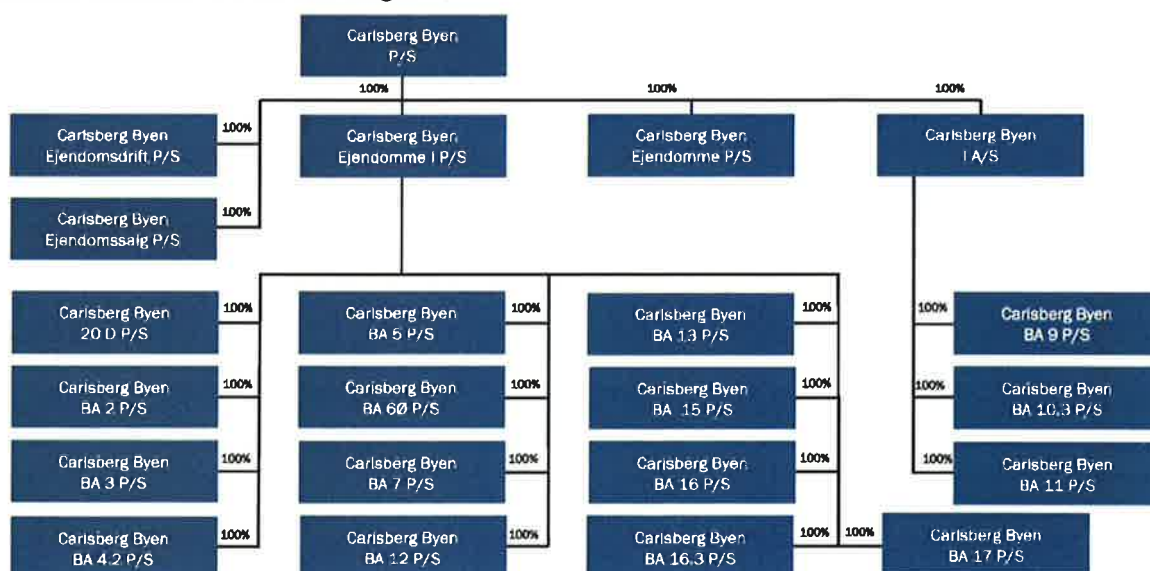 Carlsberg Byen
P/S
100%
100%
100%
Carlsberg Byen
Ejendomsdrift P/S
100%
Carlsberg Byen
Ejendomme I P/S
Carlsberg Byen
Ejendomme P/S
Carlsberg Byen
I A/S
Carlsberg Byen
Ejendomssalg P/S
100%
Carlsberg Byen
20 D P/S
100%
Carlsberg Byen
BA 5 P/S
100%
Carlsberg Byen
BA 13 P/S
100%
100%
Carlsberg Byen
BA 9 P/S
Carlsberg Byen
BA 2 P/S
100%
Carlsberg Byen
BA 6Ø P/S
100%
Carlsberg Byen
BA 15 P/S
100%
100%
Carlsberg Byen
BA 10.3 P/S
Carlsberg Byen
BA 3 P/S
100%
Carlsberg Byen
BA 7 P/S
100%
Carlsberg Byen
BA 16 P/S
100%
100%
Carlsberg Byen
BA 11 P/S
Carlsberg Byen
BA 4.2 P/S
100%
Carlsberg Byen
BA 12 P/S
100%
Carlsberg Byen
BA 16.3 P/S
100%
100%
Carlsberg Byen
BA 17 P/S